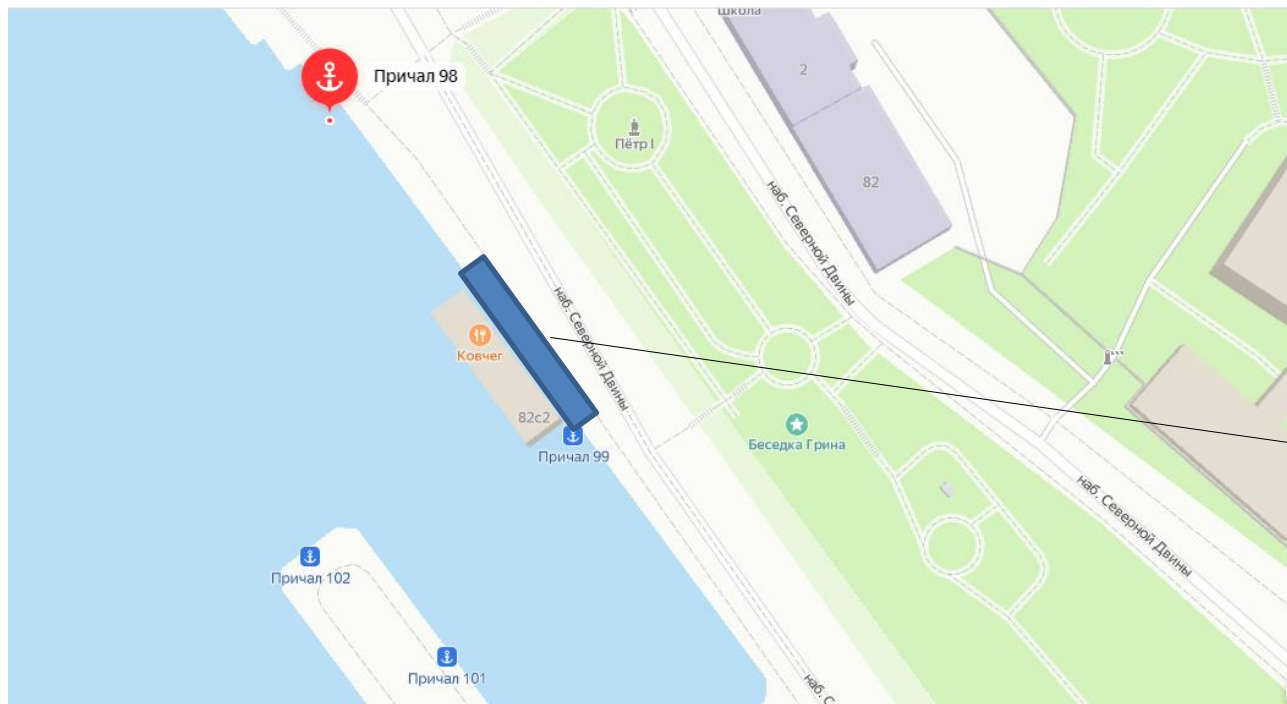 Школа
Причал 98
2
Пётр I
82
наб. Северной Двины
наб. Северной Двины
Ковчег
82с2
Причал 99
Беседка Грина
наб. Северной Двины
Причал 102
Причал 101
наб. С